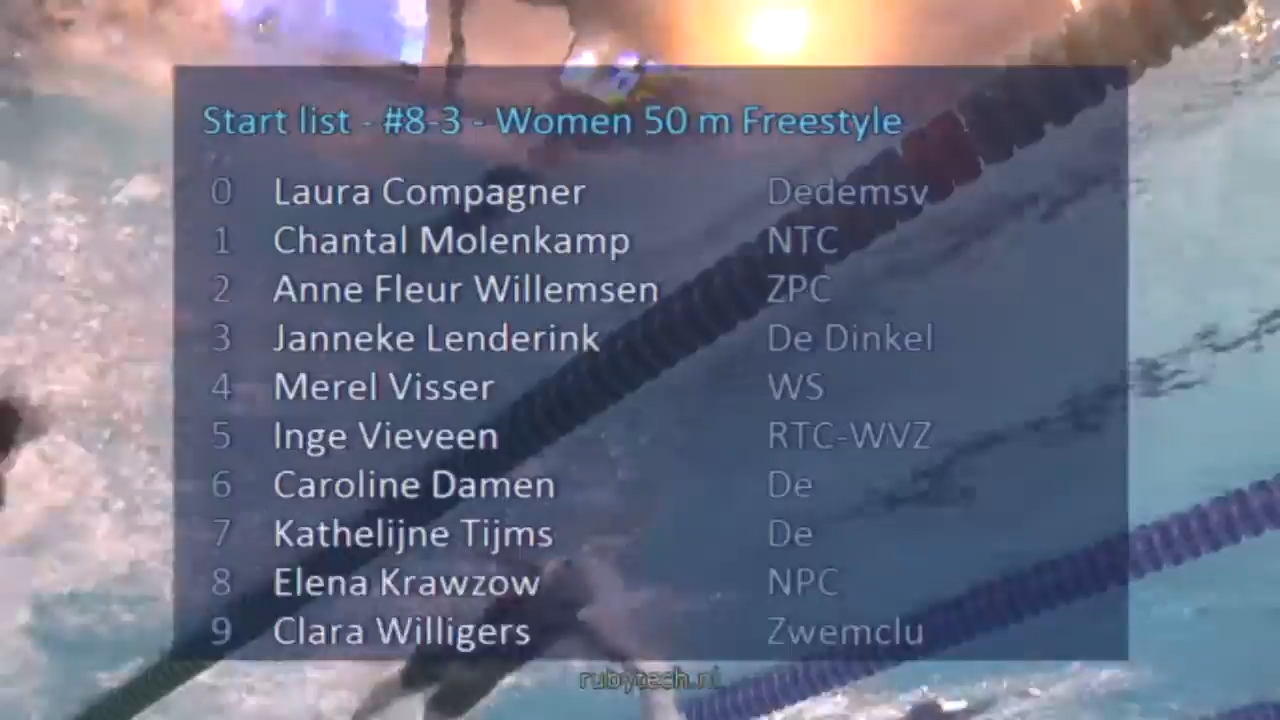 Start list - #8-3 - Women 50 m Freestyle
0 Laura Compagner Dedemsv
1 Chantal Molenkamp NTC
2 Anne Fleur Willemsen ZPC
3 Janneke Lenderink De Dinkel
4 Merel Visser WS
5 Inge Vieveen RTC-WVZ
6 Caroline Damen De
7 Kathelijne Tijms De
8 Elena Krawzow NPC
9 Clara Willigers Zwemclu
rubytech.nl